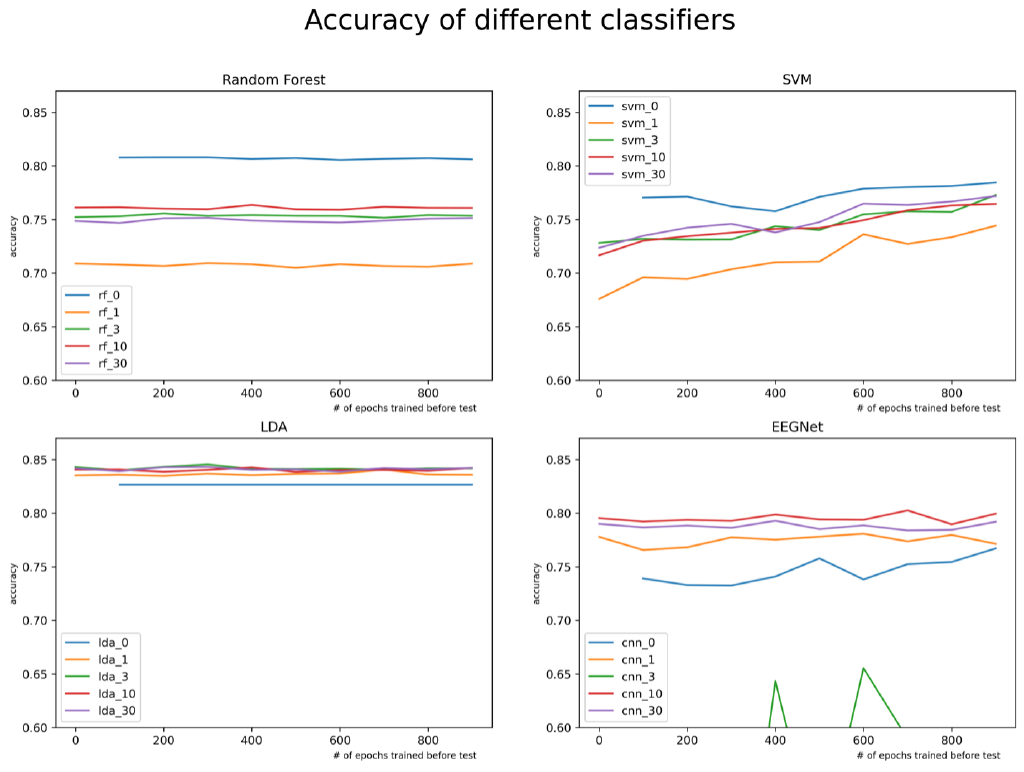 Accuracy of different classifiers
Random Forest
accuracy
0.85
0.80
0.75
0.70
0.65
0.60
rf_0
rf_1
rf_3
rf_10
rf_30
0 200 400 600 800
# of epochs trained before test
SVM
accuracy
0.85
0.80
0.75
0.70
0.65
0.60
svm_0
svm_1
svm_3
svm_10
svm_30
0 200 400 600 800
# of epochs trained before test
LDA
accuracy
0.85
0.80
0.75
0.70
0.65
0.60
lda_0
lda_1
lda_3
lda_10
lda_30
0 200 400 600 800
# of epochs trained before test
EEGNet
accuracy
0.85
0.80
0.75
0.70
0.65
0.60
cnn_0
cnn_1
cnn_3
cnn_10
cnn_30
0 200 400 600 800
# of epochs trained before test